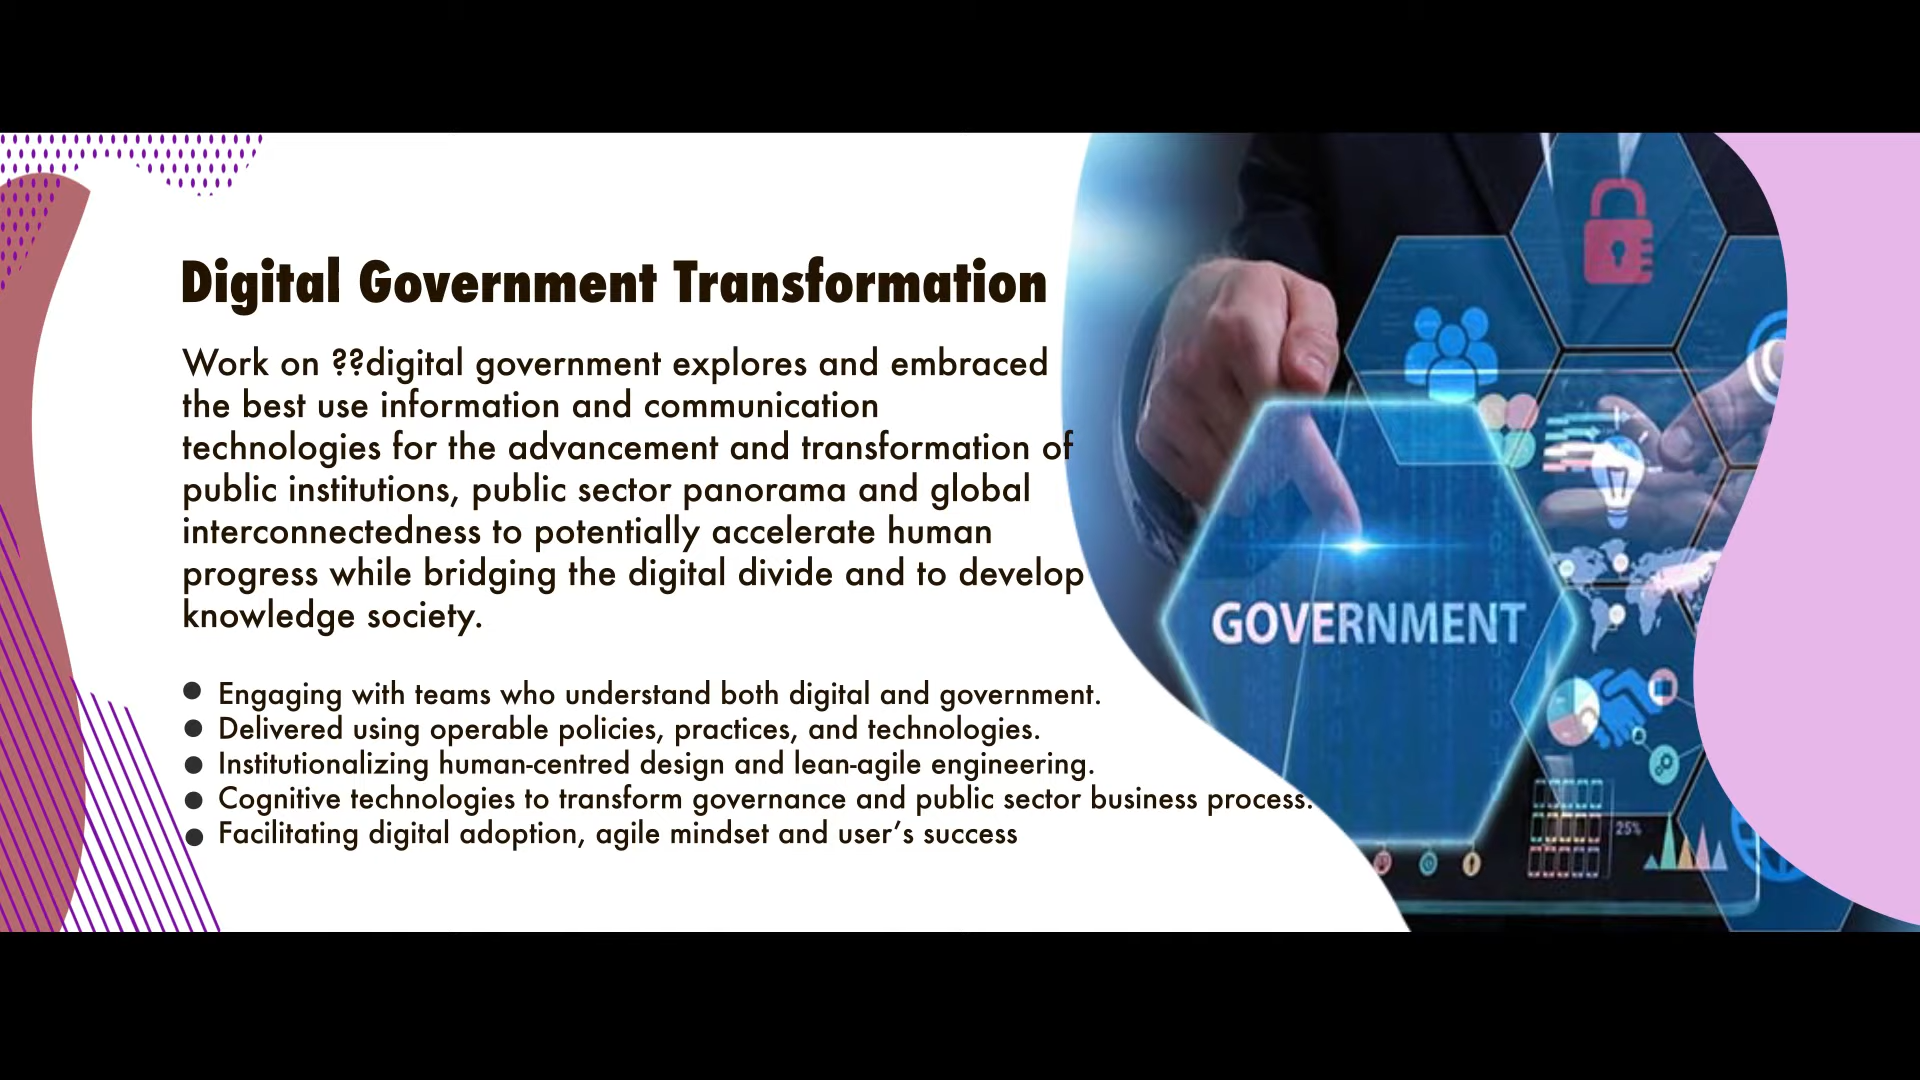 Digital Government Transformation
Work on ??digital government explores and embraced
the best use information and communication
technologies for the advancement and transformation of
public institutions, public sector panorama and global
interconnectedness to potentially accelerate human
progress while bridging the digital divide and to develop
knowledge society.
● Engaging with teams who understand both digital and government.
● Delivered using operable policies, practices, and technologies.
● Institutionalizing human-centred design and lean-agile engineering.
● Cognitive technologies to transform governance and public sector business process.
● Facilitating digital adoption, agile mindset and user’s success
GOVERNMENT
25%